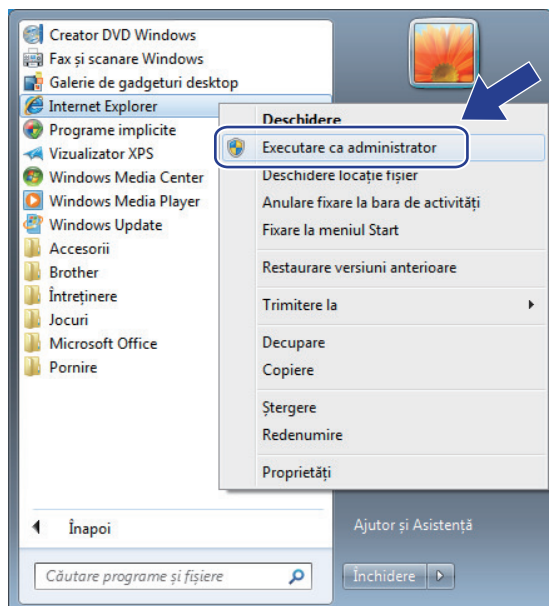 Creator DVD Windows
Fax și scanare Windows
Galerie de gadgeturi desktop
Internet Explorer
Programe implicite
Vizualizator XPS
Windows Media Center
Windows Media Player
Windows Update
Accesorii
Brother
Întreținere
Jocuri
Microsoft Office
Pornire
Înapoi
Căutare programe și fișiere
Deschidere
Executare ca administrator
Deschidere locație fișier
Anulare fixare la bara de activități
Fixare la meniul Start
Restaurare versiuni anterioare
Trimitere la
Decupare
Copiere
Ștergere
Redenumire
Proprietăți
Ajutor și Asistență
Închidere